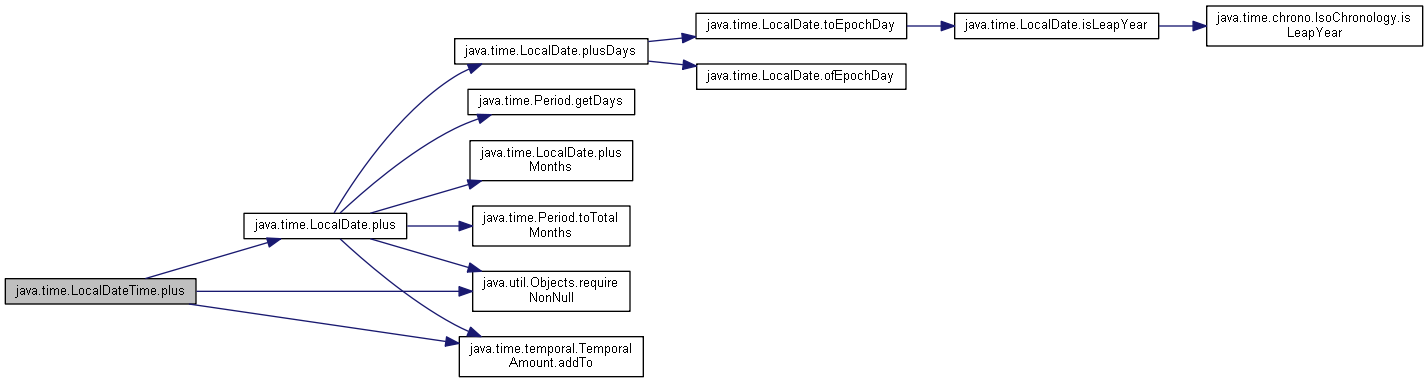 java.time.LocalDate.toEpochDay
java.time.LocalDate.isLeapYear
java.time.chrono.IsoChronology.is
LeapYear
java.time.LocalDate.plusDays
java.time.LocalDate.ofEpochDay
java.time.Period.getDays
java.time.LocalDate.plus
Months
java.time.LocalDate.plus
java.time.Period.toTotal
Months
java.time.LocalDateTime.plus
java.util.Objects.require
NonNull
java.time.temporal.Temporal
Amount.addTo